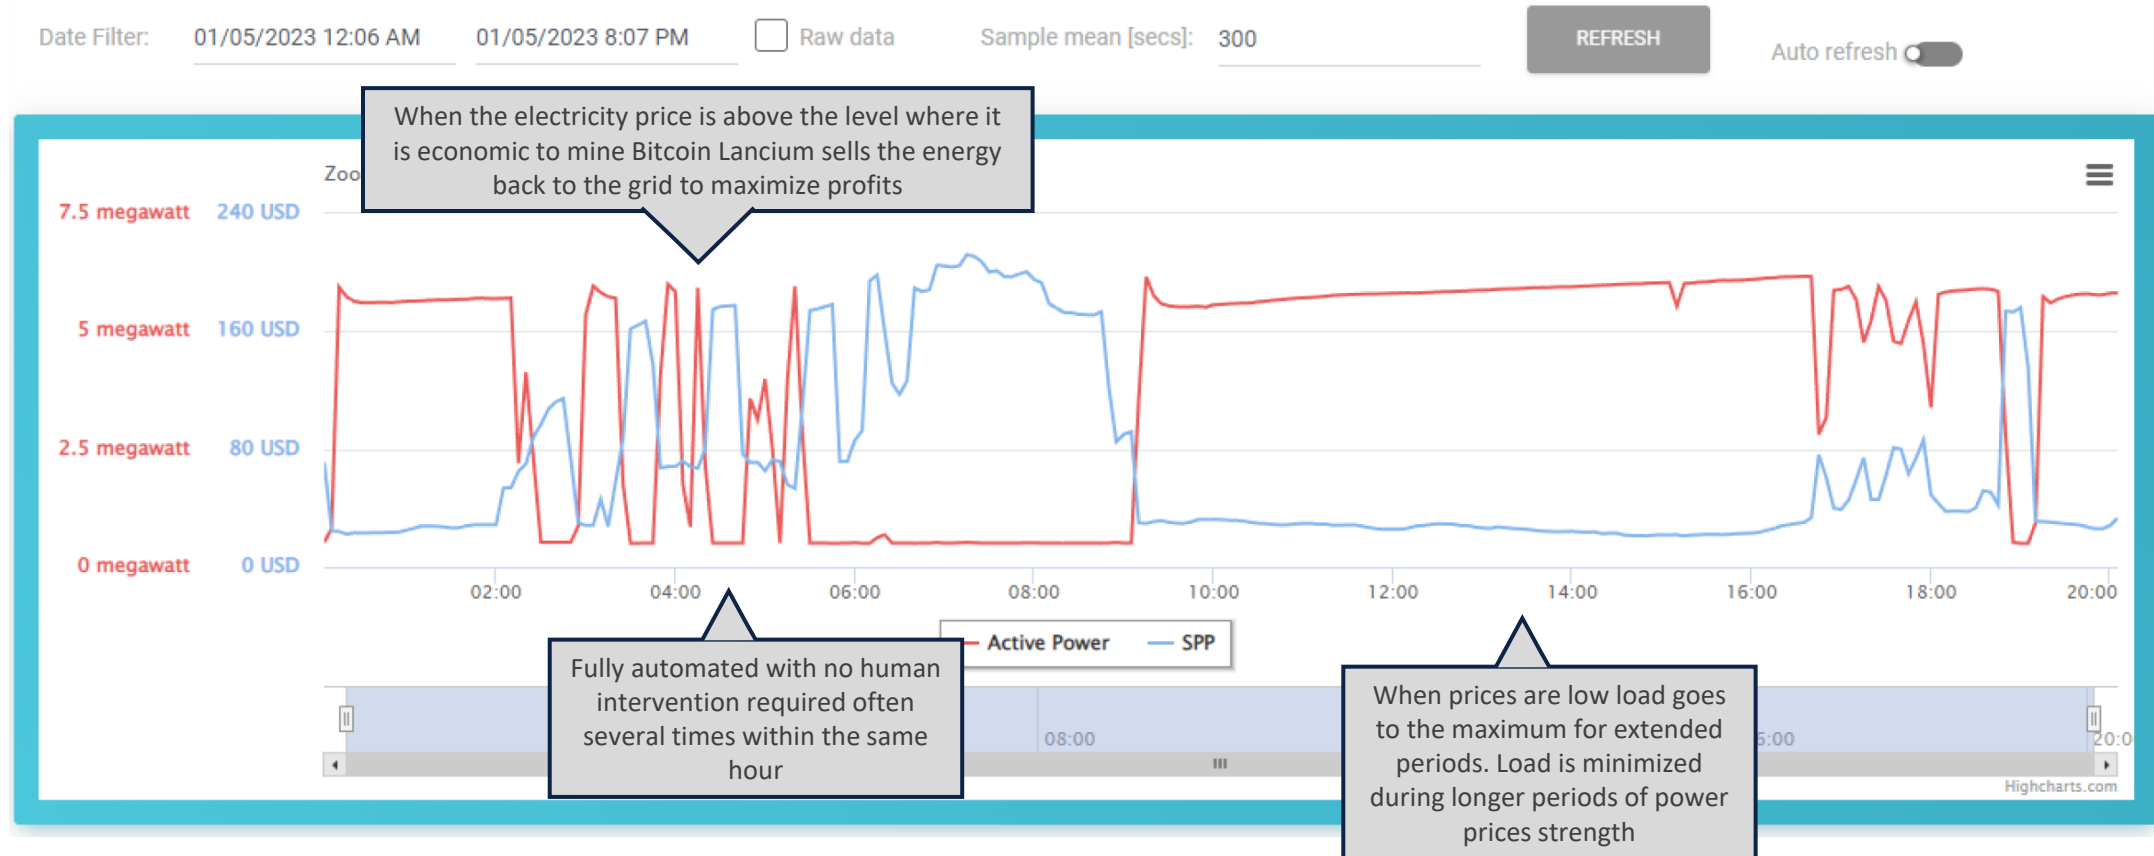 Date Filter: 01/05/2023 12:06 AM 01/05/2023 8:07 PM Raw data Sample mean [secs]: 300 REFRESH Auto refresh
When the electricity price is above the level where it
is economic to mine Bitcoin Lancium sells the energy
back to the grid to maximize profits
Zoo
7.5 megawatt 240 USD
5 megawatt 160 USD
2.5 megawatt 80 USD
0 megawatt 0 USD
02:00 04:00 06:00 08:00 10:00 12:00 14:00 16:00 18:00 20:00
Active Power SPP
Fully automated with no human
intervention required often
several times within the same
hour
When prices are low load goes
to the maximum for extended
periods. Load is minimized
during longer periods of power
prices strength
08:00 5:00 20:0
Highcharts.com